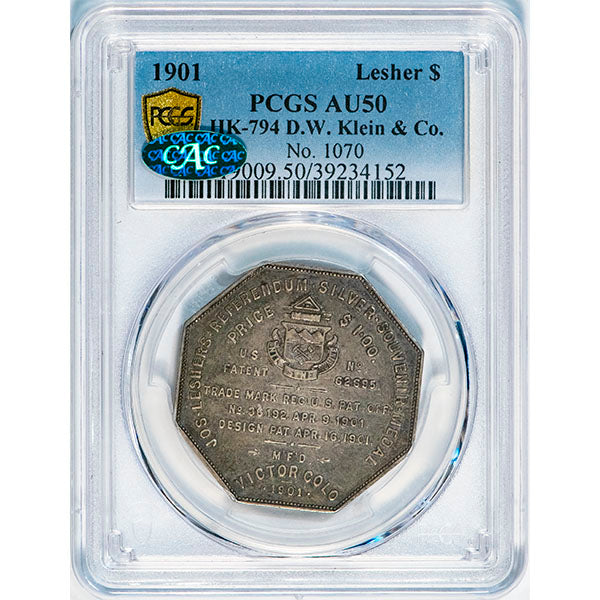 1901 Lesher $
PCGS AU50
HK-794 D.W. Klein & Co.
No. 1070
9009.50/39234152
PCGS
CAC
JOS. LESHER'S REFERENDUM SILVER SOUVENIR MEDAL
PRICE $1.00
U.S. No
PATENT 62695
TRADE MARK REG. U.S. PAT. OFF.
No 36192. APR. 9. 1901
DESIGN PAT. APR. 16, 1901.
MF'D
VICTOR COLO
1901